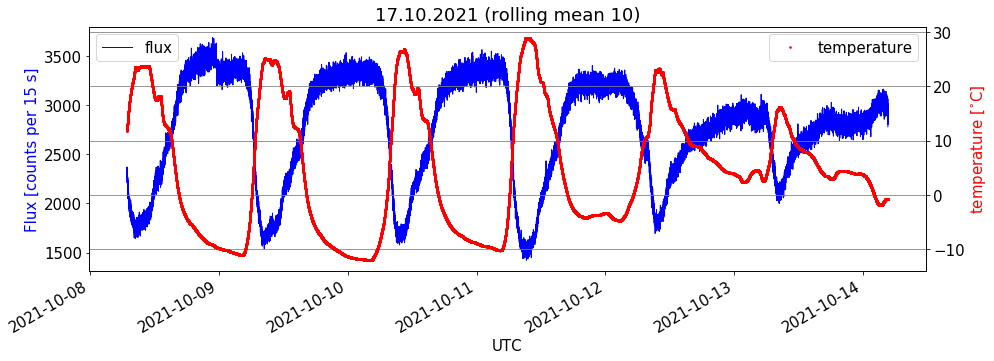 17.10.2021 (rolling mean 10)
flux
temperature
Flux [counts per 15 s]
3500
3000
2500
2000
1500
30
20
10
0
−10
temperature [°C]
2021-10-08
2021-10-09
2021-10-10
2021-10-11
2021-10-12
2021-10-13
2021-10-14
UTC